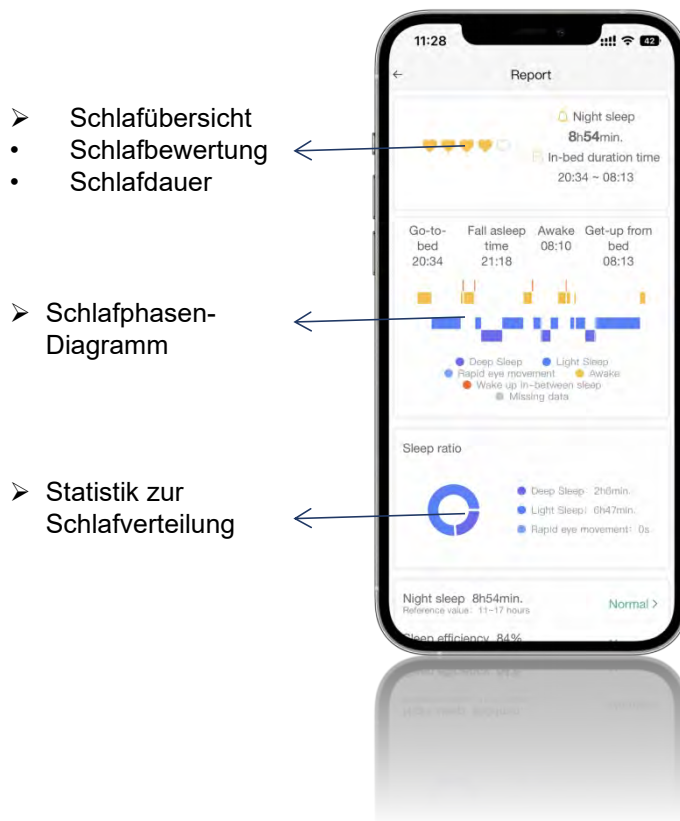 ➢ Schlafübersicht
• Schlafbewertung
• Schlafdauer
➢ Schlafphasen-
Diagramm
➢ Statistik zur
Schlafverteilung
11:28
42
← Report
Night sleep
8h54min.
In-bed duration time
20:34 ~ 08:13
Go-to-
bed
20:34
Fall asleep
time
21:18
Awake
08:10
Get-up from
bed
08:13
Deep Sleep
Light Sleep
Rapid eye movement
Awake
Wake up in-between sleep
Missing data
Sleep ratio
Deep Sleep: 2h6min.
Light Sleep: 6h47min.
Rapid eye movement: 0s
Night sleep 8h54min.
Reference value: 11-17 hours
Normal >
Sleep efficiency 84%